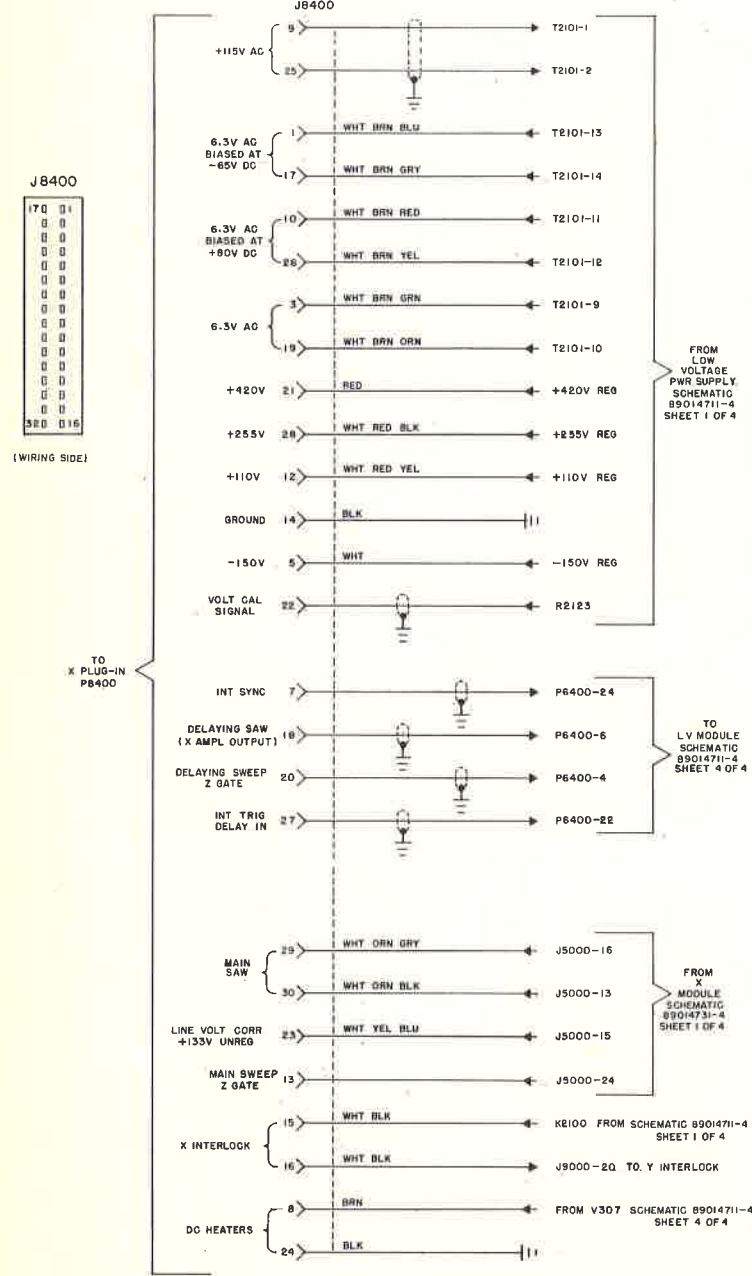 J8400
9 T2101-1
+115V AC
25 T2101-2
1 WHT BRN BLU T2101-13
6.3V AC
BIASED AT
-65V DC
17 WHT BRN GRY T2101-14
J8400
17 1
32 16
(WIRING SIDE)
10 WHT BRN RED T2101-11
6.3V AC
BIASED AT
+80V DC
26 WHT BRN YEL T2101-12
3 WHT BRN GRN T2101-9
6.3V AC
19 WHT BRN ORN T2101-10
FROM
LOW
VOLTAGE
PWR SUPPLY
SCHEMATIC
89014711-4
SHEET 1 OF 4
+420V 21 RED +420V REG
+255V 28 WHT RED BLK +255V REG
+110V 12 WHT RED YEL +110V REG
GROUND 14 BLK
-150V 5 WHT -150V REG
VOLT CAL
SIGNAL 22 R2123
TO
X PLUG-IN
P8400
INT SYNC 7 P6400-24
DELAYING SAW
(X AMPL OUTPUT) 18 P6400-6
DELAYING SWEEP
Z GATE 20 P6400-4
INT TRIG
DELAY IN 27 P6400-22
TO
LV MODULE
SCHEMATIC
89014711-4
SHEET 4 OF 4
29 WHT ORN GRY J5000-16
MAIN
SAW
30 WHT ORN BLK J5000-13
LINE VOLT CORR
+133V UNREG 23 WHT YEL BLU J5000-15
MAIN SWEEP
Z GATE 13 J5000-24
FROM
X
MODULE
SCHEMATIC
89014731-4
SHEET 1 OF 4
15 WHT BLK K2100 FROM SCHEMATIC 89014711-4
SHEET 1 OF 4
X INTERLOCK
16 WHT BLK J9000-20 TO. Y INTERLOCK
8 BRN FROM V307 SCHEMATIC 89014711-4
SHEET 4 OF 4
DC HEATERS
24 BLK